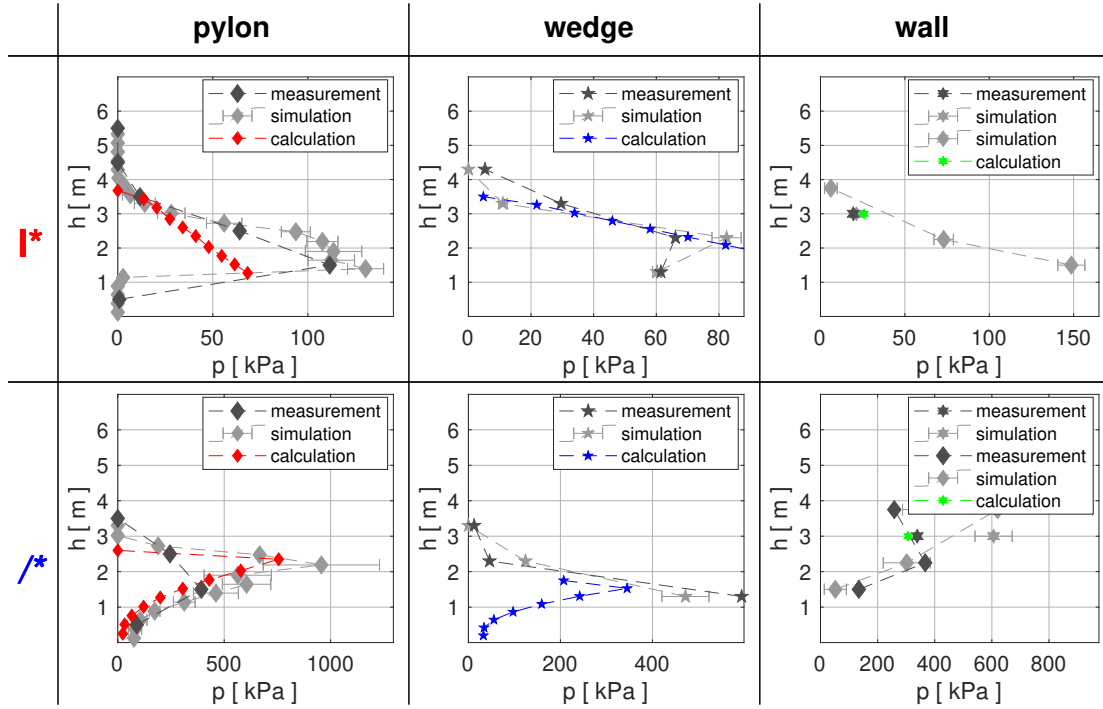 pylon wedge wall
I*
measurement
simulation
calculation
6
5
4
3
2
1
h [ m ]
0 50 100
p [ kPa ]
measurement
simulation
calculation
6
5
4
3
2
1
h [ m ]
0 20 40 60 80
p [ kPa ]
measurement
simulation
simulation
calculation
6
5
4
3
2
1
h [ m ]
0 50 100 150
p [ kPa ]
/*
measurement
simulation
calculation
6
5
4
3
2
1
h [ m ]
0 500 1000
p [ kPa ]
measurement
simulation
calculation
6
5
4
3
2
1
h [ m ]
0 200 400
p [ kPa ]
measurement
simulation
measurement
simulation
calculation
6
5
4
3
2
1
h [ m ]
0 200 400 600 800
p [ kPa ]